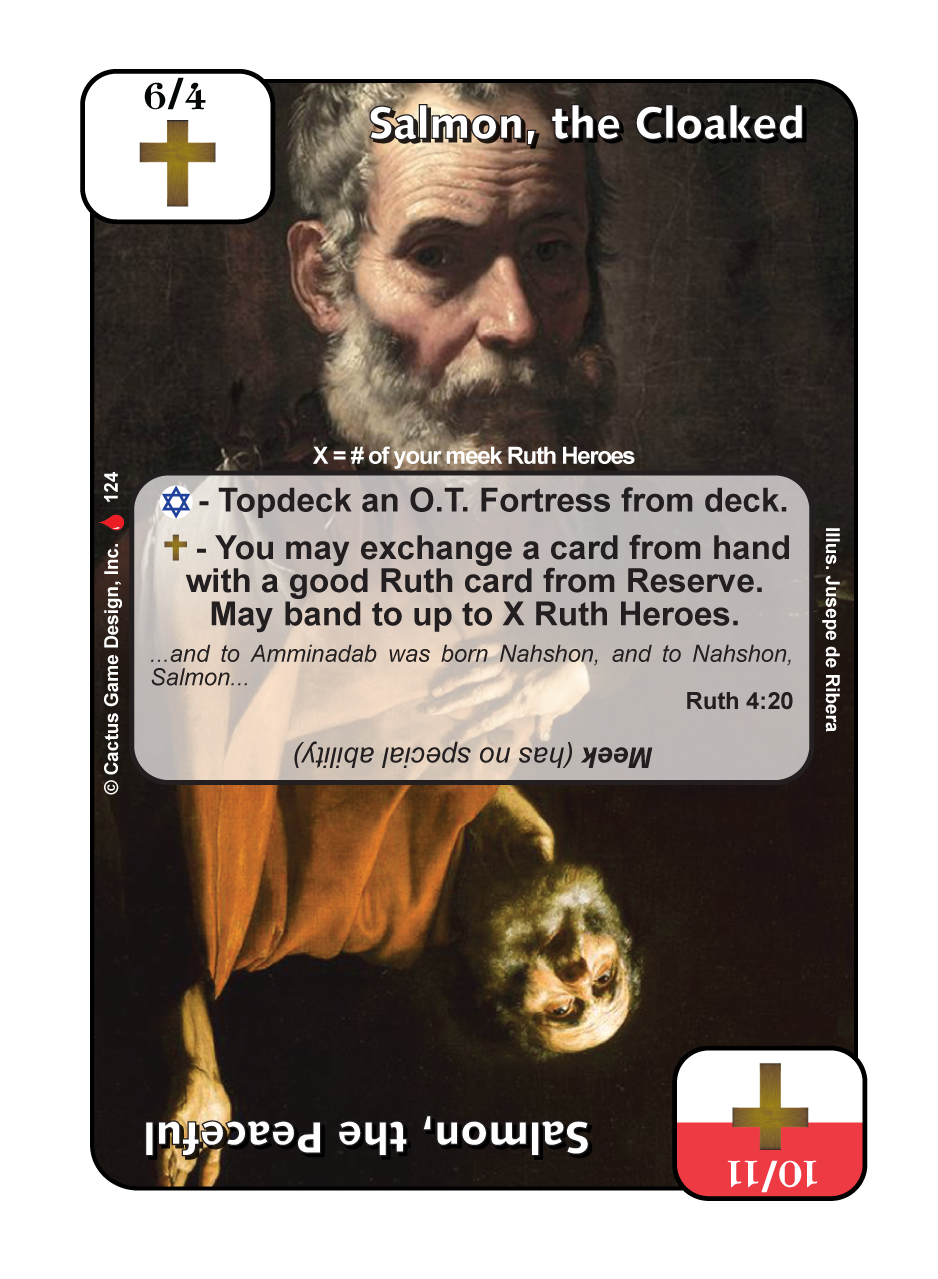 6/4
Salmon, the Cloaked
X = # of your meek Ruth Heroes
- Topdeck an O.T. Fortress from deck.
- You may exchange a card from hand
with a good Ruth card from Reserve.
May band to up to X Ruth Heroes.
...and to Amminadab was born Nahshon, and to Nahshon,
Salmon...
Ruth 4:20
Meek (has no special ability)
© Cactus Game Design, Inc. 124
Illus. Jusepe de Ribera
Salmon, the Peaceful
10/11